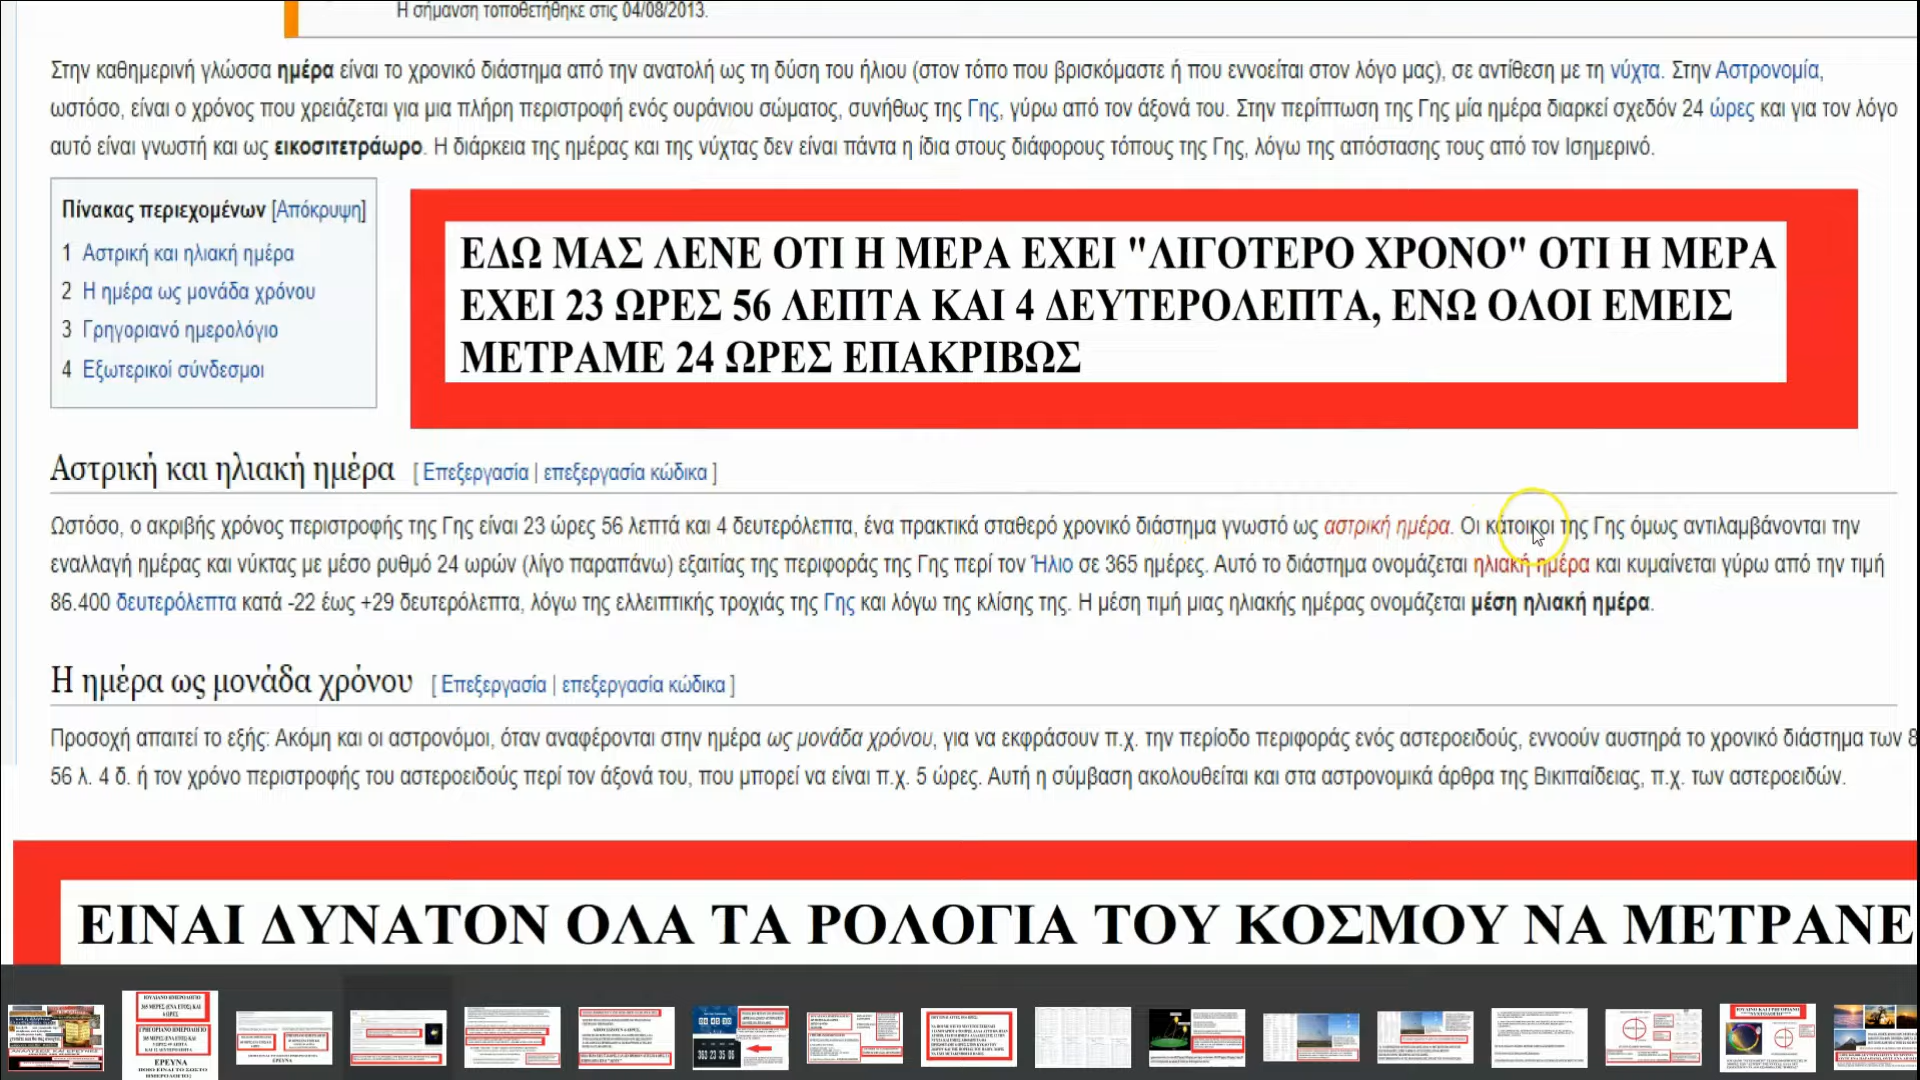 Η σήμανση τοποθετήθηκε στις 04/08/2013.
Στην καθημερινή γλώσσα ημέρα είναι το χρονικό διάστημα από την ανατολή ως τη δύση του ήλιου (στον τόπο που βρισκόμαστε ή που εννοείται στον λόγο μας), σε αντίθεση με τη νύχτα. Στην Αστρονομία,
ωστόσο, είναι ο χρόνος που χρειάζεται για μια πλήρη περιστροφή ενός ουράνιου σώματος, συνήθως της Γης, γύρω από τον άξονά του. Στην περίπτωση της Γης μία ημέρα διαρκεί σχεδόν 24 ώρες και για τον λόγο
αυτό είναι γνωστή και ως εικοσιτετράωρο. Η διάρκεια της ημέρας και της νύχτας δεν είναι πάντα η ίδια στους διάφορους τόπους της Γης, λόγω της απόστασης τους από τον Ισημερινό.
Πίνακας περιεχομένων [Απόκρυψη]
1 Αστρική και ηλιακή ημέρα
2 Η ημέρα ως μονάδα χρόνου
3 Γρηγοριανό ημερολόγιο
4 Εξωτερικοί σύνδεσμοι
ΕΔΩ ΜΑΣ ΛΕΝΕ ΟΤΙ Η ΜΕΡΑ ΕΧΕΙ "ΛΙΓΟΤΕΡΟ ΧΡΟΝΟ" ΟΤΙ Η ΜΕΡΑ
ΕΧΕΙ 23 ΩΡΕΣ 56 ΛΕΠΤΑ ΚΑΙ 4 ΔΕΥΤΕΡΟΛΕΠΤΑ, ΕΝΩ ΟΛΟΙ ΕΜΕΙΣ
ΜΕΤΡΑΜΕ 24 ΩΡΕΣ ΕΠΑΚΡΙΒΩΣ
Αστρική και ηλιακή ημέρα [ Επεξεργασία | επεξεργασία κώδικα ]
Ωστόσο, ο ακριβής χρόνος περιστροφής της Γης είναι 23 ώρες 56 λεπτά και 4 δευτερόλεπτα, ένα πρακτικά σταθερό χρονικό διάστημα γνωστό ως αστρική ημέρα. Οι κάτοικοι της Γης όμως αντιλαμβάνονται την
εναλλαγή ημέρας και νύκτας με μέσο ρυθμό 24 ωρών (λίγο παραπάνω) εξαιτίας της περιφοράς της Γης περί τον Ήλιο σε 365 ημέρες. Αυτό το διάστημα ονομάζεται ηλιακή ημέρα και κυμαίνεται γύρω από την τιμή
86.400 δευτερόλεπτα κατά -22 έως +29 δευτερόλεπτα, λόγω της ελλειπτικής τροχιάς της Γης και λόγω της κλίσης της. Η μέση τιμή μιας ηλιακής ημέρας ονομάζεται μέση ηλιακή ημέρα.
Η ημέρα ως μονάδα χρόνου [ Επεξεργασία | επεξεργασία κώδικα ]
Προσοχή απαιτεί το εξής: Ακόμη και οι αστρονόμοι, όταν αναφέρονται στην ημέρα ως μονάδα χρόνου, για να εκφράσουν π.χ. την περίοδο περιφοράς ενός αστεροειδούς, εννοούν αυστηρά το χρονικό διάστημα των 8
56 λ. 4 δ. ή τον χρόνο περιστροφής του αστεροειδούς περί τον άξονά του, που μπορεί να είναι π.χ. 5 ώρες. Αυτή η σύμβαση ακολουθείται και στα αστρονομικά άρθρα της Βικιπαίδειας, π.χ. των αστεροειδών.
ΕΙΝΑΙ ΔΥΝΑΤΟΝ ΟΛΑ ΤΑ ΡΟΛΟΓΙΑ ΤΟΥ ΚΟΣΜΟΥ ΝΑ ΜΕΤΡΑΝΕ